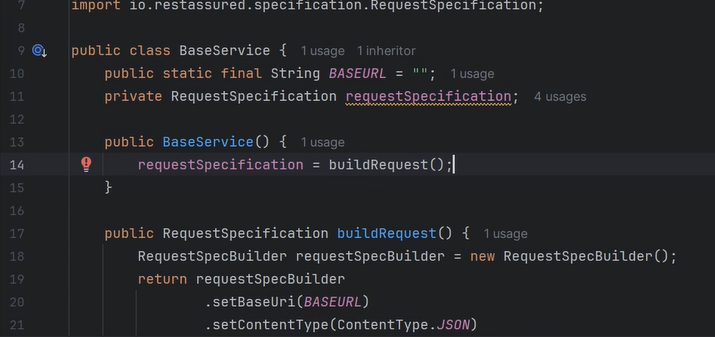 7 import io.restassured.specification.RequestSpecification;
8
9 public class BaseService { 1 usage 1 inheritor
10 public static final String BASEURL = ""; 1 usage
11 private RequestSpecification requestSpecification; 4 usages
12
13 public BaseService() { 1 usage
14 requestSpecification = buildRequest();
15 }
16
17 public RequestSpecification buildRequest() { 1 usage
18 RequestSpecBuilder requestSpecBuilder = new RequestSpecBuilder();
19 return requestSpecBuilder
20 .setBaseUri(BASEURL)
21 .setContentType(ContentType.JSON)